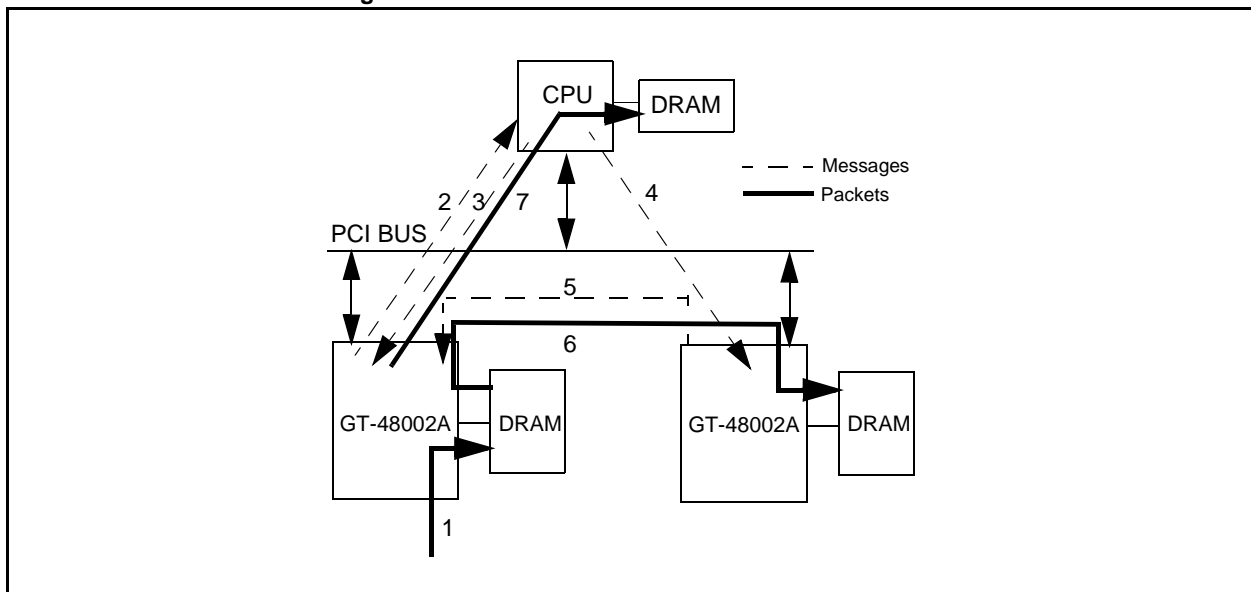 CPU
DRAM
Messages
Packets
2
3
7
4
PCI BUS
5
6
GT-48002A
DRAM
GT-48002A
DRAM
1